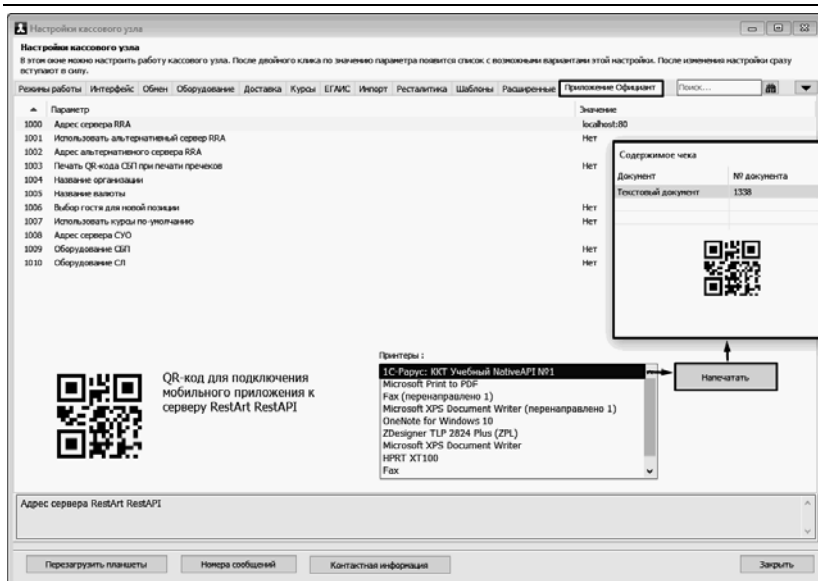 Настройки кассового узла
Настройки кассового узла
В этом окне можно настроить работу кассового узла. После двойного клика по значению параметра появится список с возможными вариантами этой настройки. После изменения настройки сразу
вступают в силу.
Режимы работы Интерфейс Обмен Оборудование Доставка Курсы ЕГАИС Импорт Ресталитика Шаблоны Расширенные Приложение Официант Поиск...
Параметр Значение
1000 Адрес сервера RRA localhost:80
1001 Использовать альтернативный сервер RRA Нет
1002 Адрес альтернативного сервера RRA
1003 Печать QR-кода СБП при печати пречеков Нет
1004 Название организации
1005 Название валюты
1006 Выбор гостя для новой позиции Нет
1007 Использовать курсы по-умолчанию Нет
1008 Адрес сервера СУО
1009 Оборудование СБП Нет
1010 Оборудование СЛ Нет
Содержимое чека
Документ № документа
Текстовый документ 1338
QR-код для подключения
мобильного приложения к
серверу RestArt RestAPI
Принтеры :
1С-Рарус: ККТ Учебный NativeAPI №1
Microsoft Print to PDF
Fax (перенаправлено 1)
Microsoft XPS Document Writer (перенаправлено 1)
OneNote for Windows 10
ZDesigner TLP 2824 Plus (ZPL)
Microsoft XPS Document Writer
HPRT XT100
Fax
Напечатать
Адрес сервера RestArt RestAPI
Перезагрузить планшеты Номера сообщений Контактная информация Закрыть